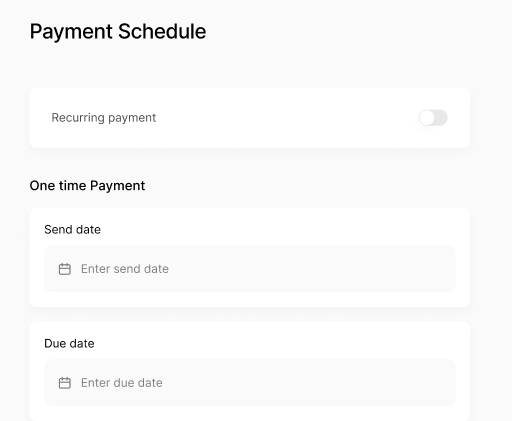 Payment Schedule
Recurring payment
One time Payment
Send date
Enter send date
Due date
Enter due date